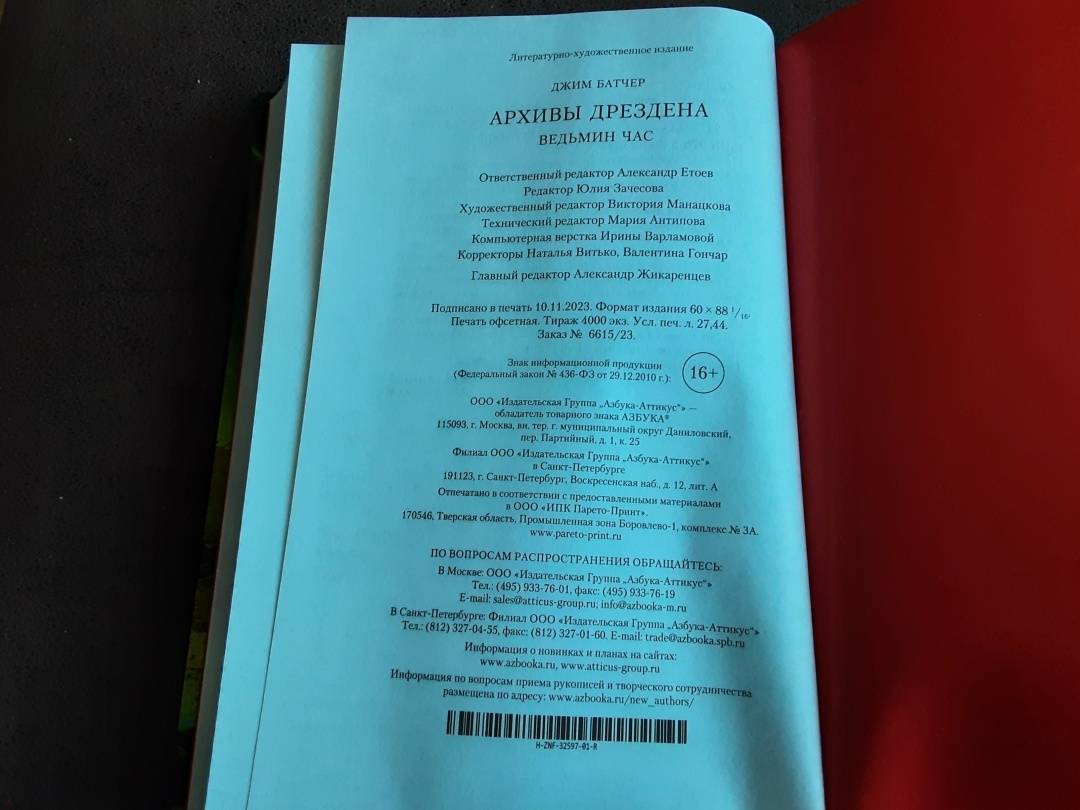 Литературно-художественное издание
ДЖИМ БАТЧЕР
АРХИВЫ ДРЕЗДЕНА
ВЕДЬМИН ЧАС
Ответственный редактор Александр Етоев
Редактор Юлия Зачесова
Художественный редактор Виктория Манацкова
Технический редактор Мария Антипова
Компьютерная верстка Ирины Варламовой
Корректоры Наталья Витько, Валентина Гончар
Главный редактор Александр Жикаренцев
Подписано в печать 10.11.2023. Формат издания 60 × 88 1/16.
Печать офсетная. Тираж 4000 экз. Усл. печ. л. 27,44.
Заказ № 6615/23.
Знак информационной продукции
(Федеральный закон № 436-ФЗ от 29.12.2010 г.):
16+
ООО «Издательская Группа „Азбука-Аттикус“» —
обладатель товарного знака АЗБУКА®
115093, г. Москва, вн. тер. г. муниципальный округ Даниловский,
пер. Партийный, д. 1, к. 25
Филиал ООО «Издательская Группа „Азбука-Аттикус“»
в Санкт-Петербурге
191123, г. Санкт-Петербург, Воскресенская наб., д. 12, лит. А
Отпечатано в соответствии с предоставленными материалами
в ООО «ИПК Парето-Принт».
170546, Тверская область, Промышленная зона Боровлево-1, комплекс № 3А.
www.pareto-print.ru
ПО ВОПРОСАМ РАСПРОСТРАНЕНИЯ ОБРАЩАЙТЕСЬ:
В Москве: ООО «Издательская Группа „Азбука-Аттикус“»
Тел.: (495) 933-76-01, факс: (495) 933-76-19
E-mail: sales@atticus-group.ru; info@azbooka-m.ru
В Санкт-Петербурге: Филиал ООО «Издательская Группа „Азбука-Аттикус“»
Тел.: (812) 327-04-55, факс: (812) 327-01-60. E-mail: trade@azbooka.spb.ru
Информация о новинках и планах на сайтах:
www.azbooka.ru, www.atticus-group.ru
Информация по вопросам приема рукописей и творческого сотрудничества
размещена по адресу: www.azbooka.ru/new_authors/
H-ZNF-32597-01-R